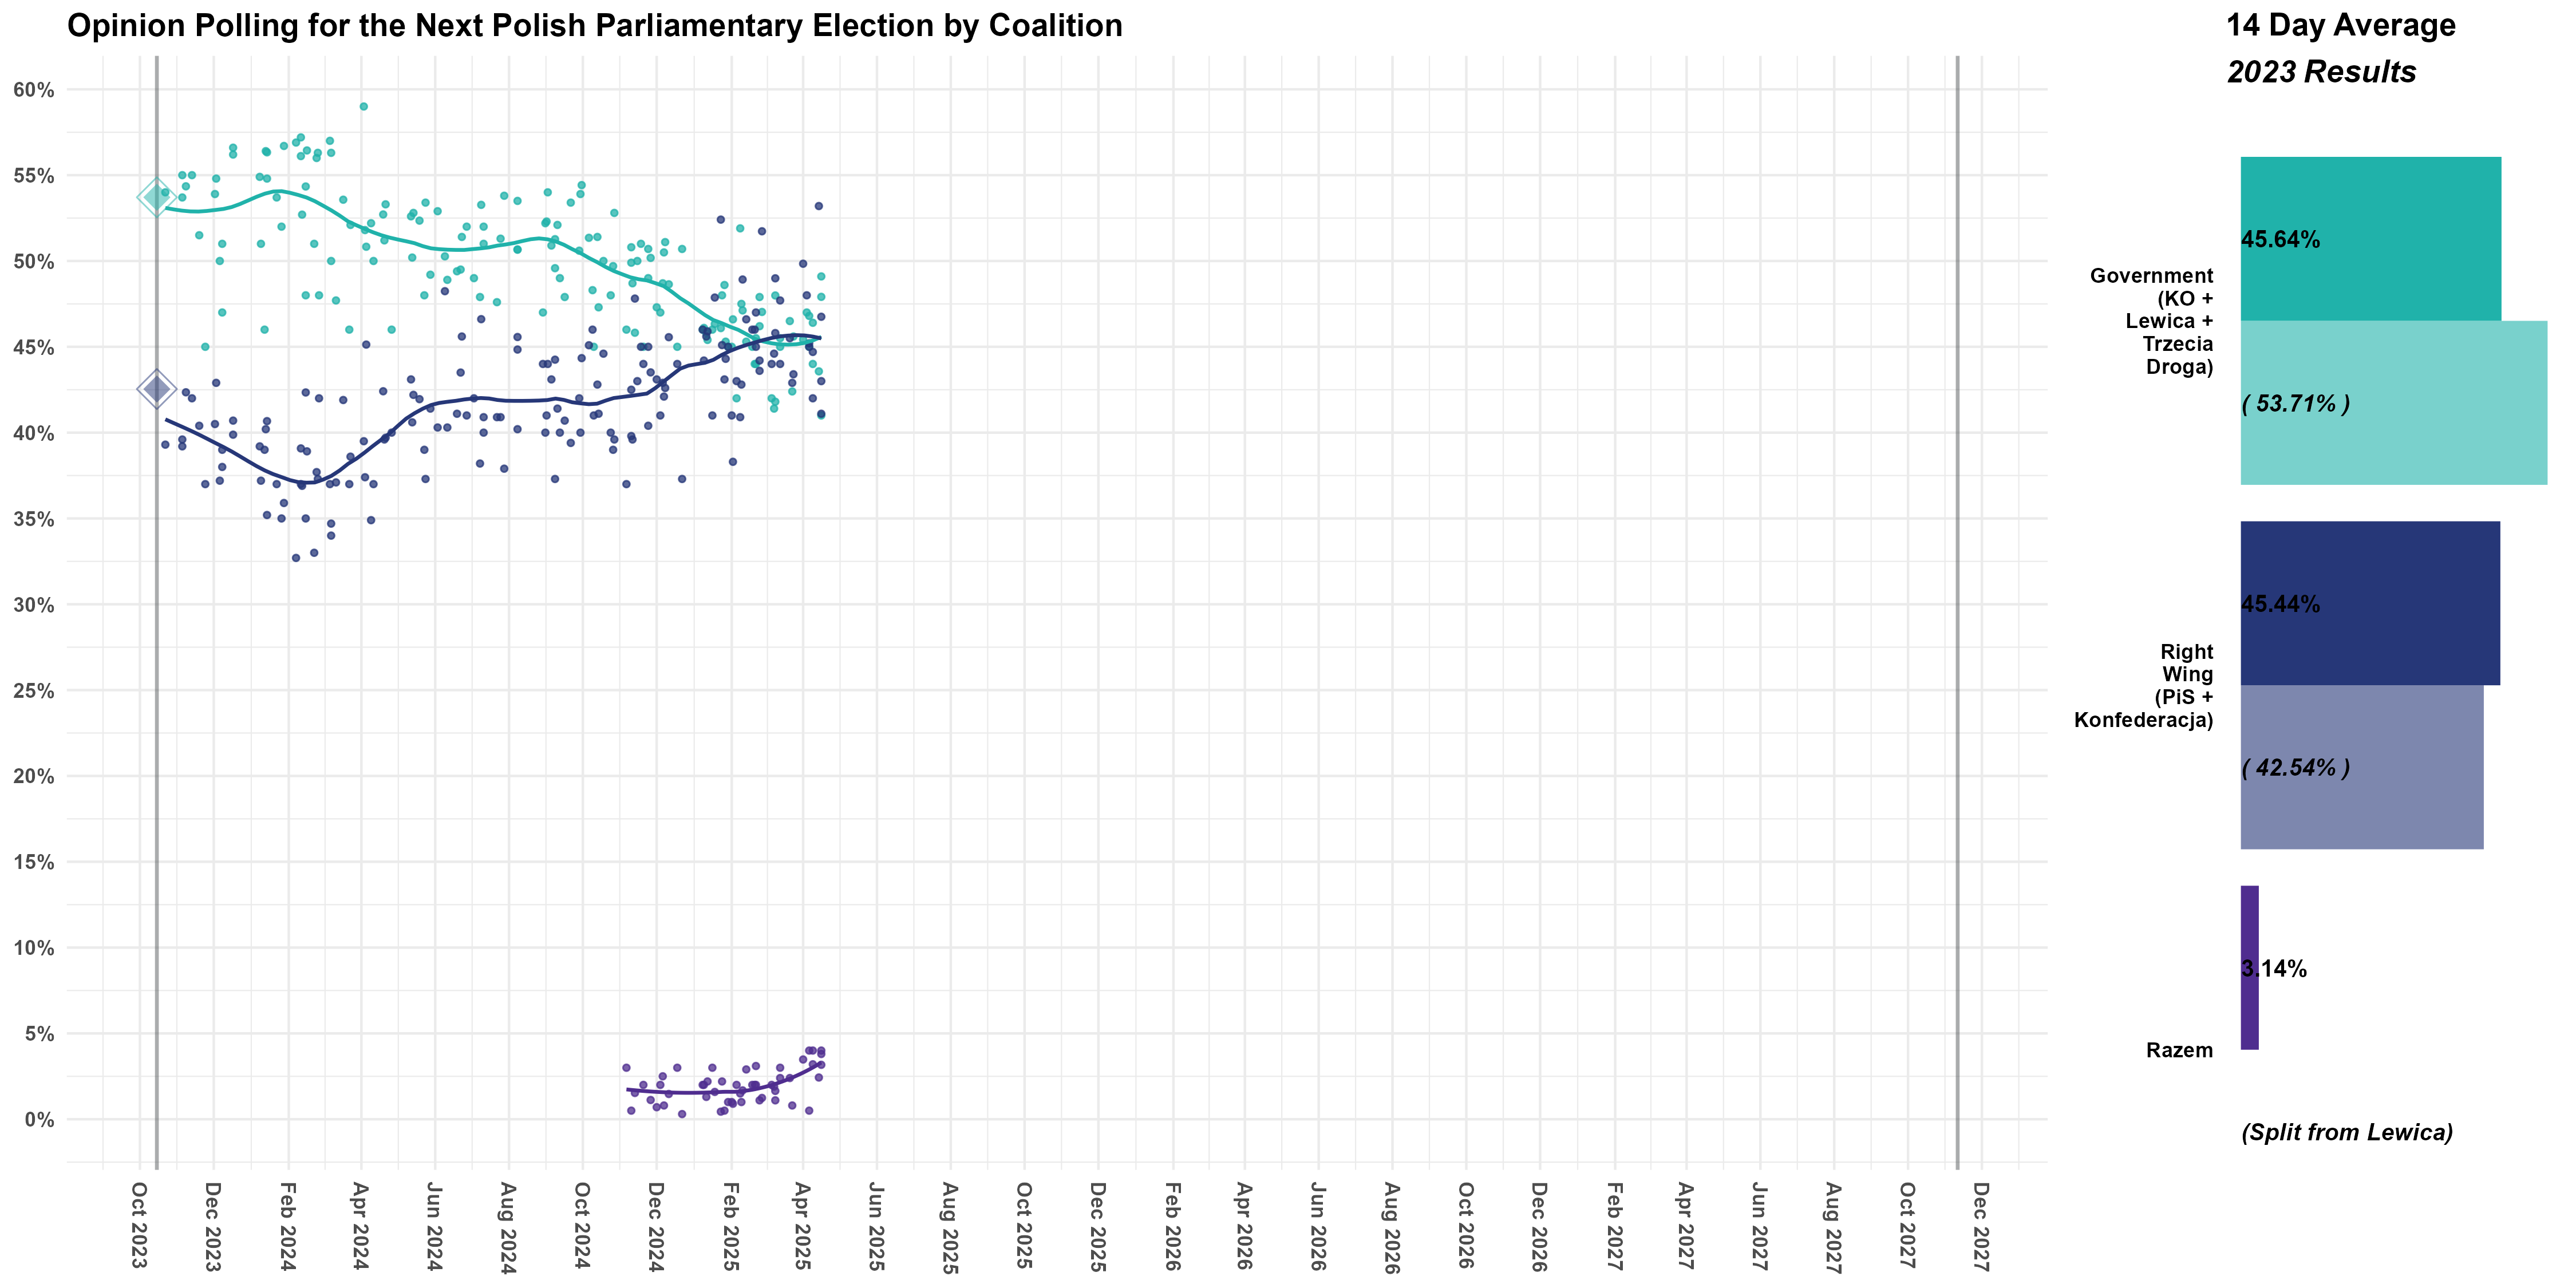 Opinion Polling for the Next Polish Parliamentary Election by Coalition
60%
55%
50%
45%
40%
35%
30%
25%
20%
15%
10%
5%
0%
Oct 2023
Dec 2023
Feb 2024
Apr 2024
Jun 2024
Aug 2024
Oct 2024
Dec 2024
Feb 2025
Apr 2025
Jun 2025
Aug 2025
Oct 2025
Dec 2025
Feb 2026
Apr 2026
Jun 2026
Aug 2026
Oct 2026
Dec 2026
Feb 2027
Apr 2027
Jun 2027
Aug 2027
Oct 2027
Dec 2027
14 Day Average
2023 Results
Government
(KO +
Lewica +
Trzecia
Droga)
45.64%
( 53.71% )
Right
Wing
(PiS +
Konfederacja)
45.44%
( 42.54% )
Razem
3.14%
(Split from Lewica)